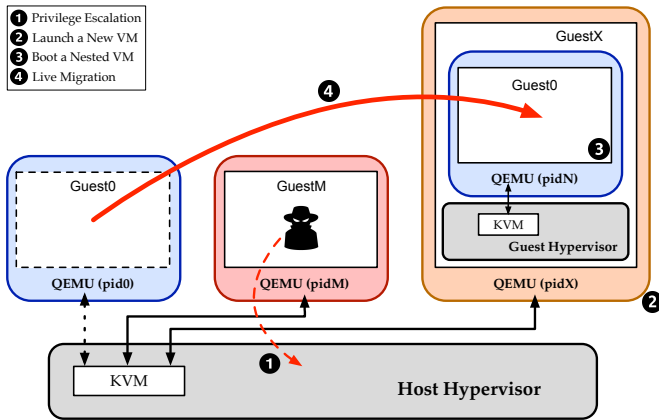 1 Privilege Escalation
2 Launch a New VM
3 Boot a Nested VM
4 Live Migration
GuestX
Guest0
4
3
QEMU (pidN)
KVM
Guest Hypervisor
QEMU (pidX)
2
Guest0
QEMU (pid0)
GuestM
QEMU (pidM)
1
KVM
Host Hypervisor